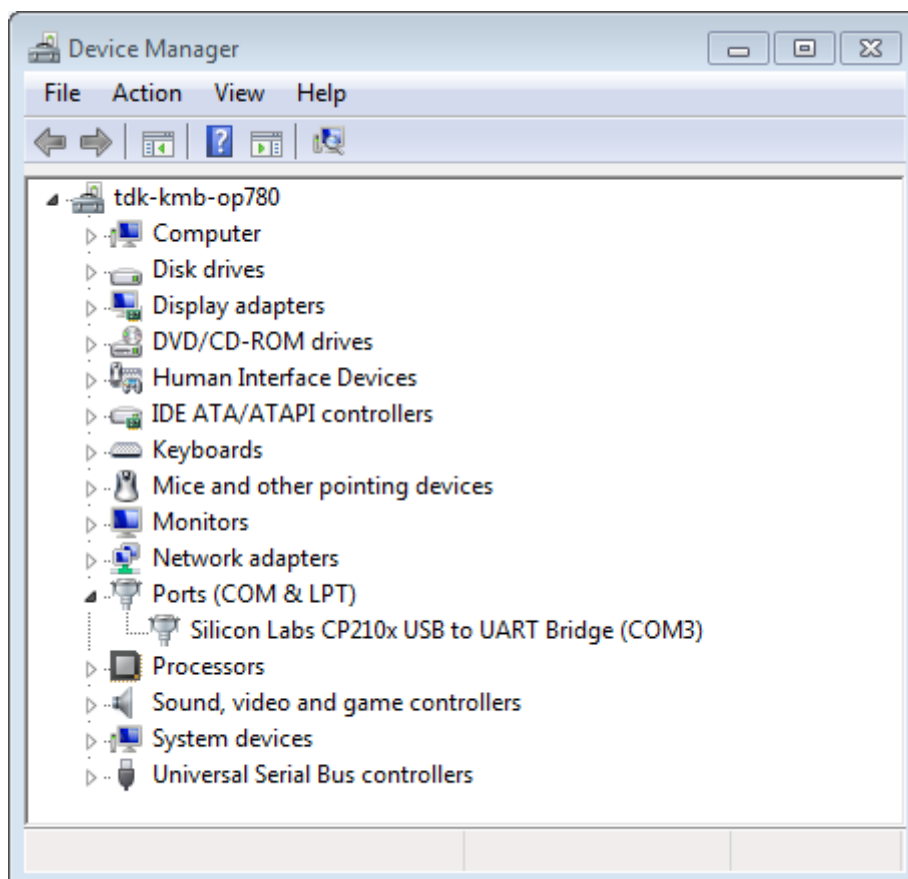 Device Manager
File Action View Help
tdk-kmb-op780
Computer
Disk drives
Display adapters
DVD/CD-ROM drives
Human Interface Devices
IDE ATA/ATAPI controllers
Keyboards
Mice and other pointing devices
Monitors
Network adapters
Ports (COM & LPT)
Silicon Labs CP210x USB to UART Bridge (COM3)
Processors
Sound, video and game controllers
System devices
Universal Serial Bus controllers